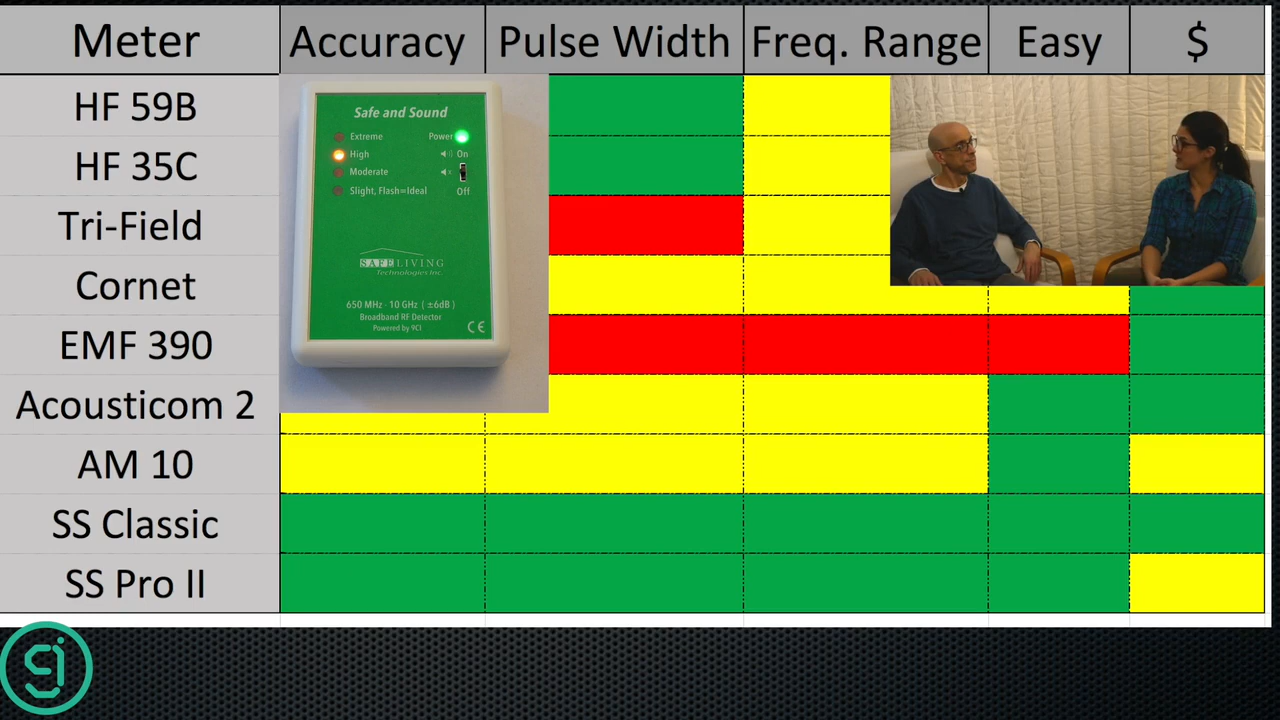 Meter Accuracy Pulse Width Freq. Range Easy $
HF 59B
HF 35C
Tri-Field
Cornet
EMF 390
Acousticom 2
AM 10
SS Classic
SS Pro II
Safe and Sound
Extreme Power
High On
Moderate
Slight, Flash=Ideal Off
SAFELIVING
Technologies Inc.
650 MHz - 10 GHz ( ±6dB )
Broadband RF Detector
Powered by 9CI
CE
gi